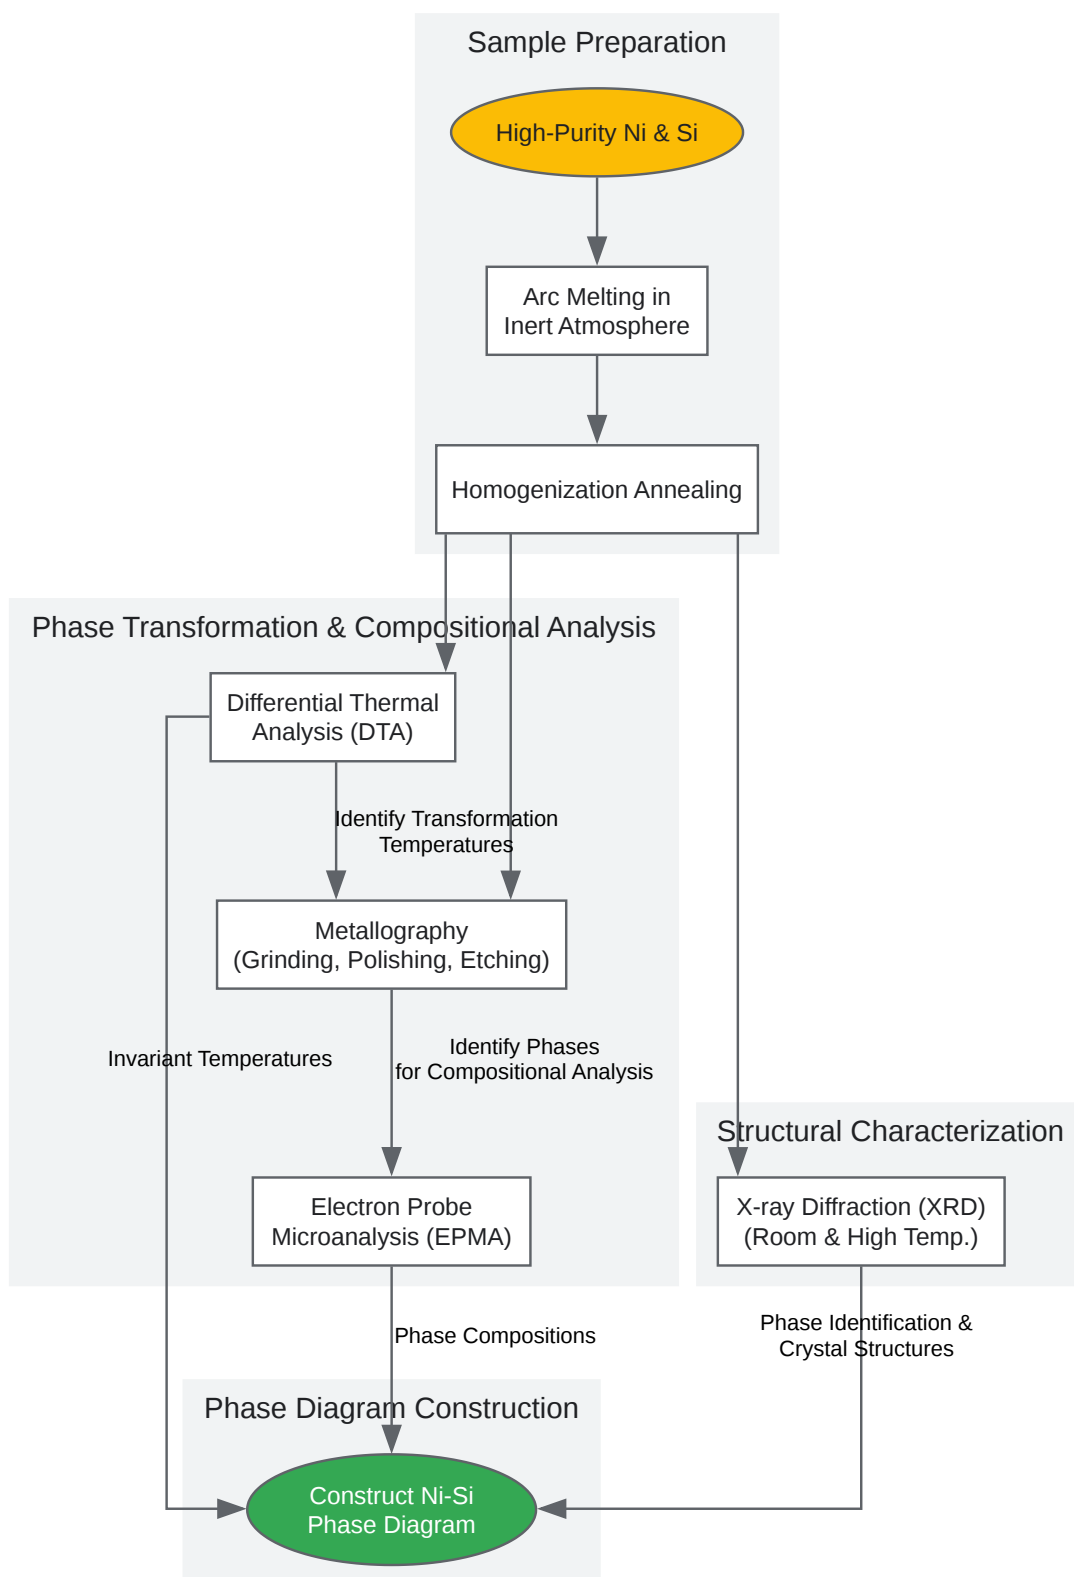 Sample Preparation
High-Purity Ni & Si
Arc Melting in
Inert Atmosphere
Homogenization Annealing
Phase Transformation & Compositional Analysis
Differential Thermal
Analysis (DTA)
Identify Transformation
Temperatures
Metallography
(Grinding, Polishing, Etching)
Invariant Temperatures
Identify Phases
for Compositional Analysis
Structural Characterization
Electron Probe
Microanalysis (EPMA)
X-ray Diffraction (XRD)
(Room & High Temp.)
Phase Compositions
Phase Identification &
Crystal Structures
Phase Diagram Construction
Construct Ni-Si
Phase Diagram